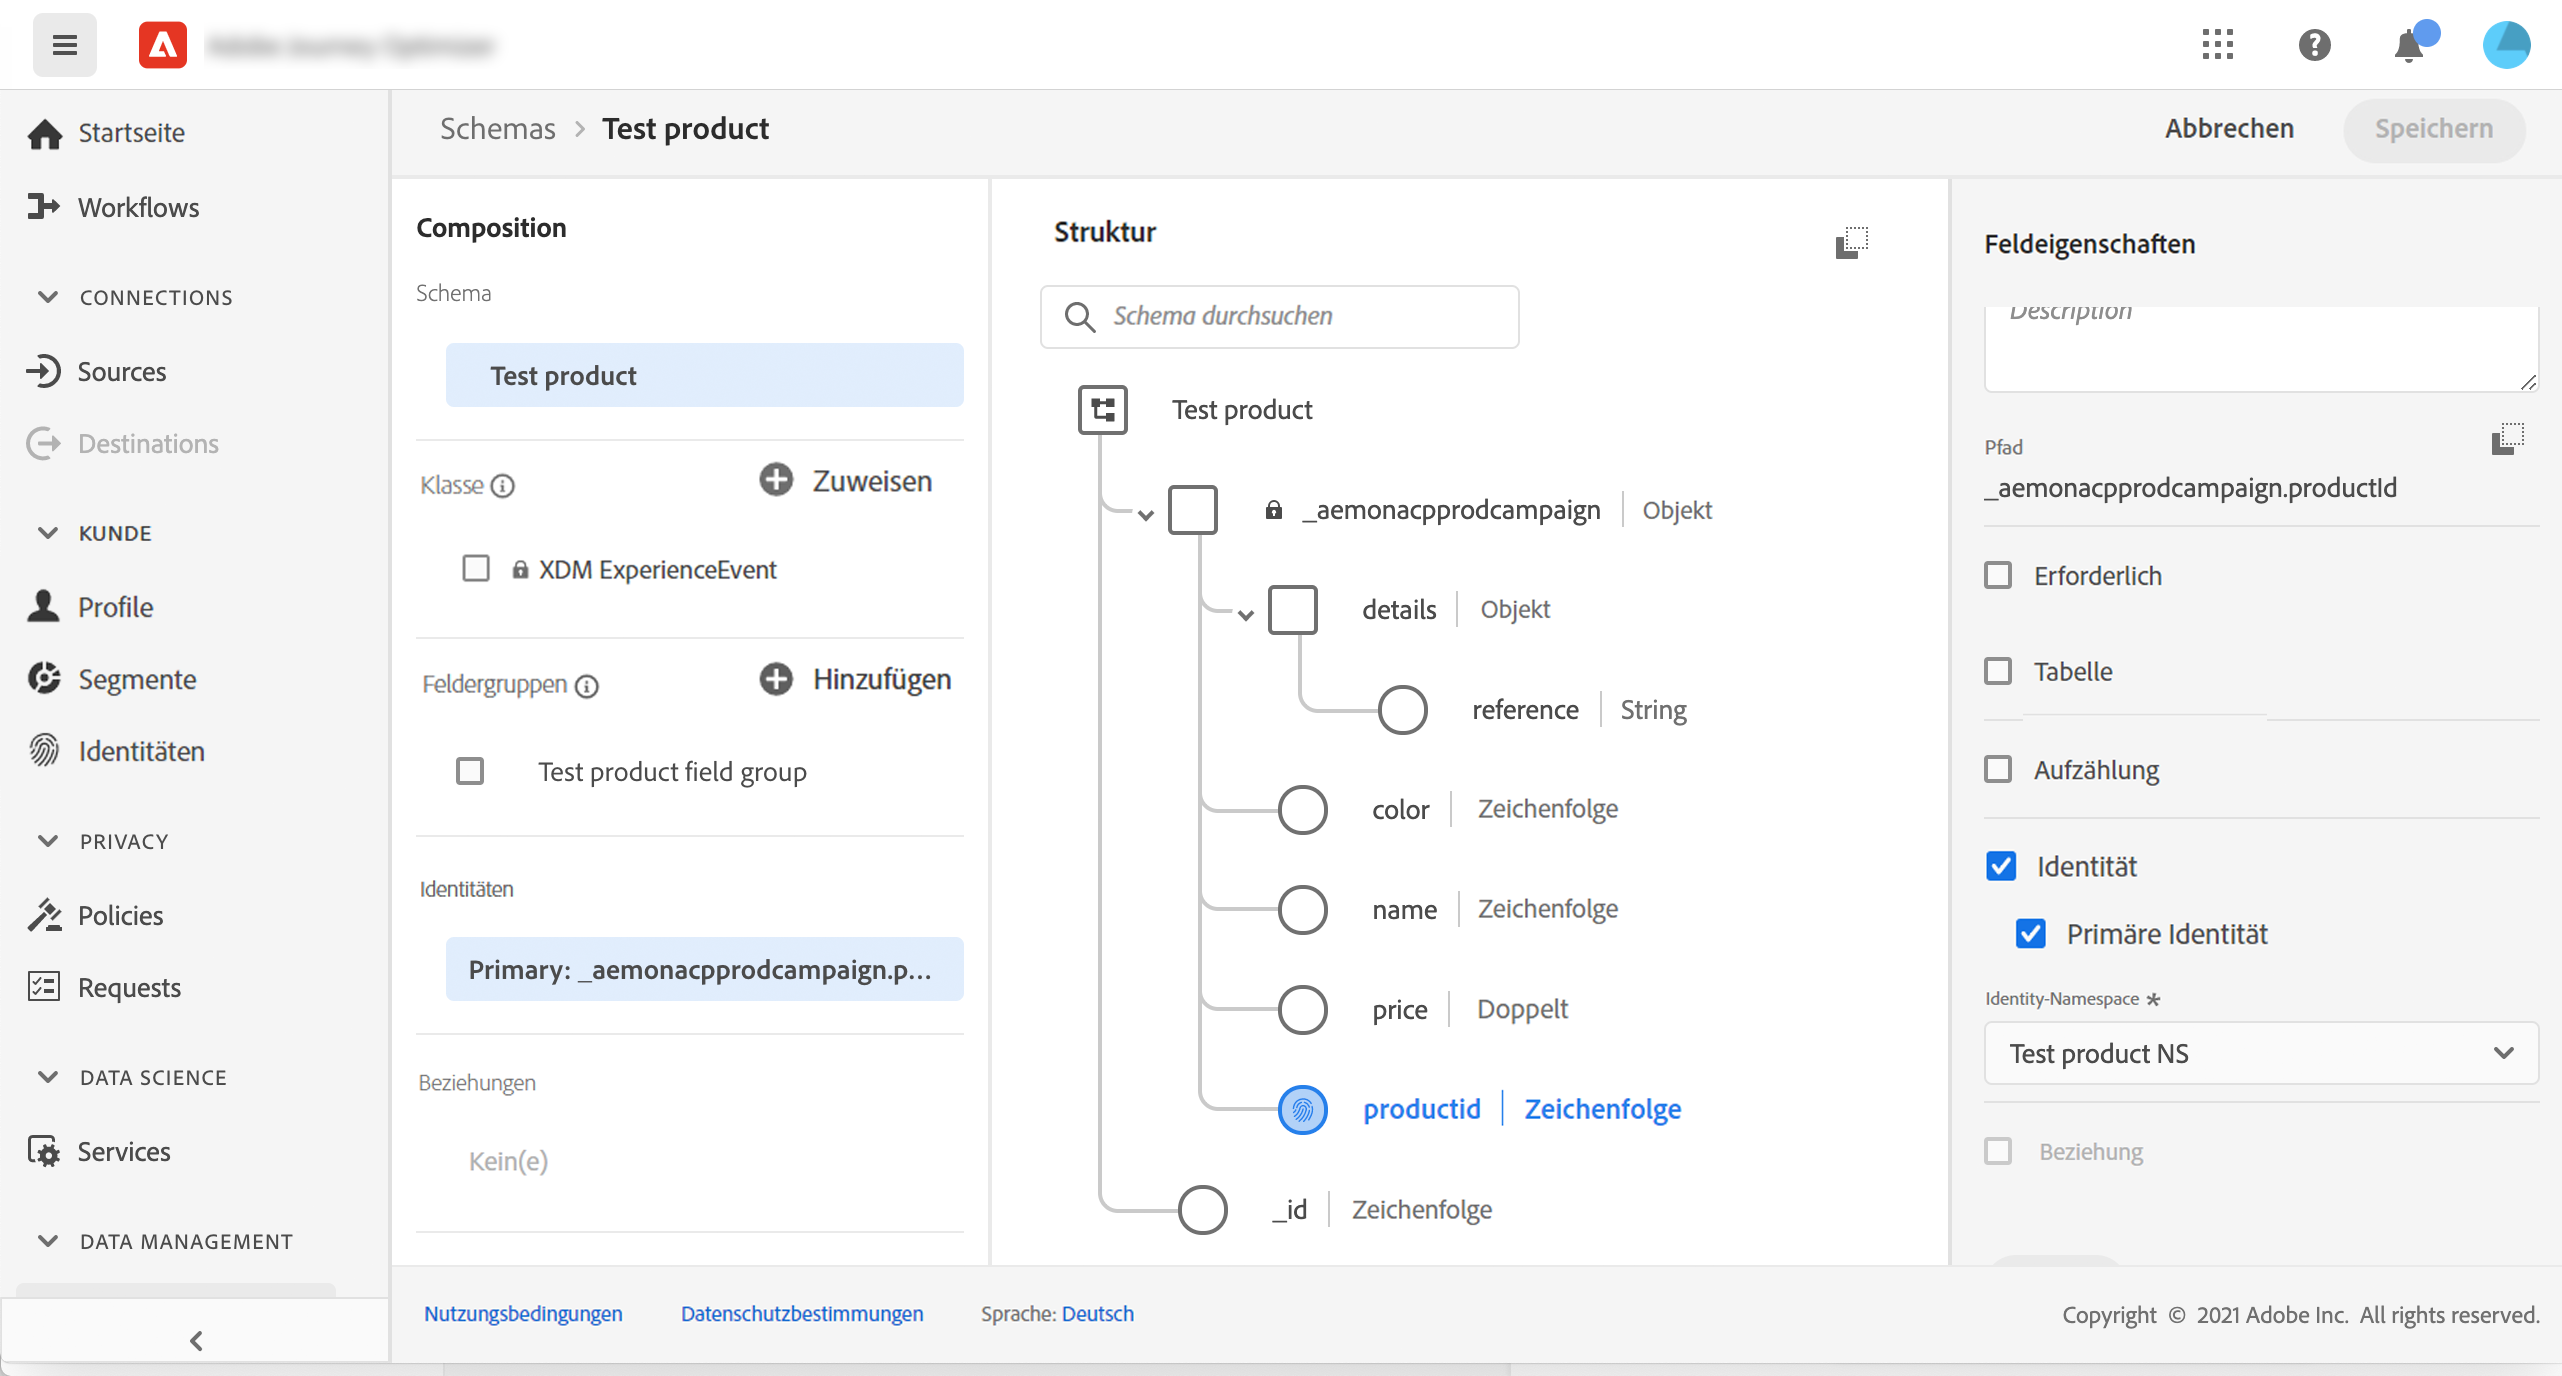 Startseite
Workflows
CONNECTIONS
Sources
Destinations
KUNDE
Profile
Segmente
Identitäten
PRIVACY
Policies
Requests
DATA SCIENCE
Services
DATA MANAGEMENT
Schemas > Test product
Abbrechen
Speichern
Composition
Schema
Test product
Klasse
Zuweisen
XDM ExperienceEvent
Feldergruppen
Hinzufügen
Test product field group
Identitäten
Primary: _aemonacpprodcampaign.p...
Beziehungen
Kein(e)
Struktur
Schema durchsuchen
Test product
_aemonacpprodcampaign | Objekt
details | Objekt
reference | String
color | Zeichenfolge
name | Zeichenfolge
price | Doppelt
productid | Zeichenfolge
_id | Zeichenfolge
Feldeigenschaften
Description
Pfad
_aemonacpprodcampaign.productId
Erforderlich
Tabelle
Aufzählung
Identität
Primäre Identität
Identity-Namespace *
Test product NS
Beziehung
Nutzungsbedingungen
Datenschutzbestimmungen
Sprache: Deutsch
Copyright © 2021 Adobe Inc. All rights reserved.